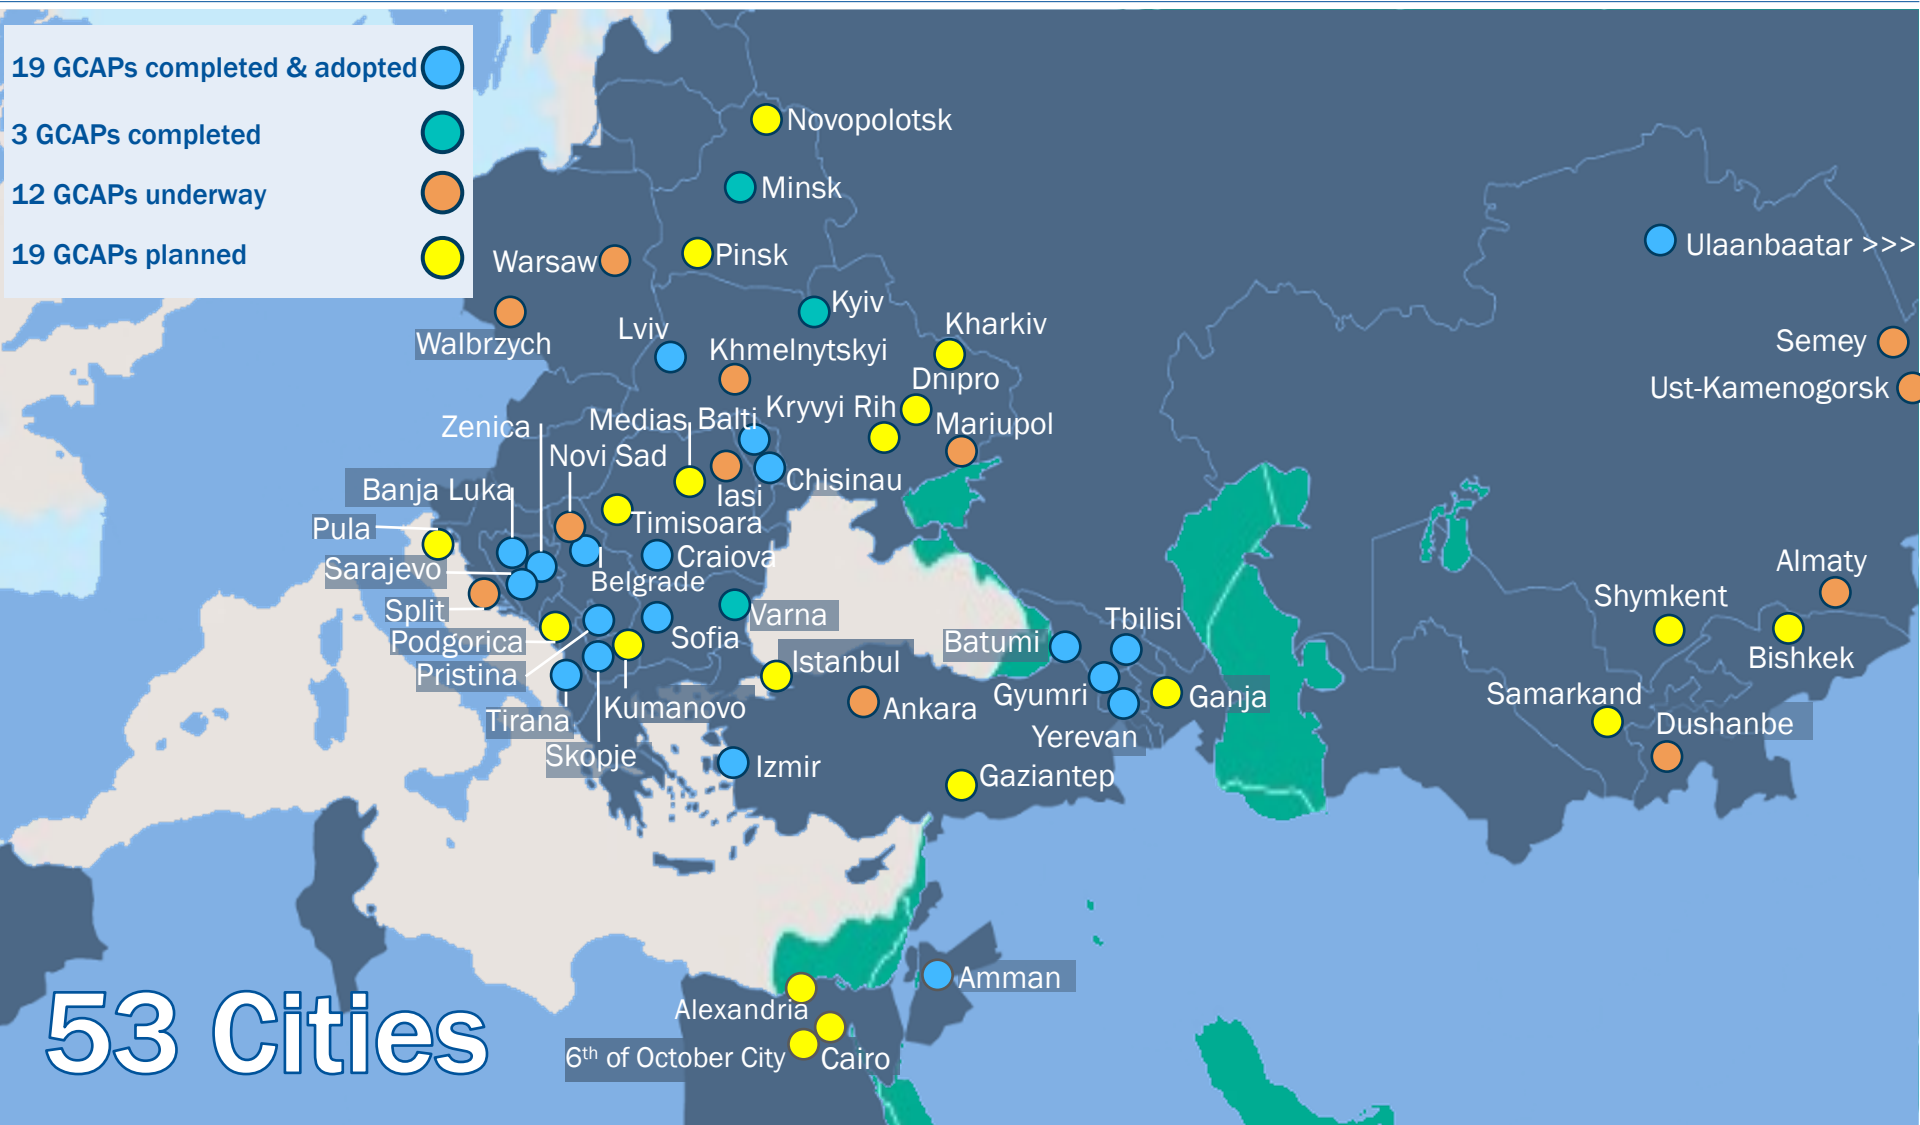 19 GCAPs completed & adopted
3 GCAPs completed
12 GCAPs underway
19 GCAPs planned
Novopolotsk
Minsk
Warsaw
Pinsk
Ulaanbaatar >>>
Walbrzych
Lviv
Kyiv
Kharkiv
Khmelnytskyi
Semey
Dnipro
Ust-Kamenogorsk
Zenica
Medias
Balti
Kryvyi Rih
Mariupol
Novi Sad
Banja Luka
Iasi
Chisinau
Pula
Timisoara
Sarajevo
Craiova
Belgrade
Almaty
Split
Varna
Shymkent
Podgorica
Sofia
Batumi
Tbilisi
Pristina
Istanbul
Bishkek
Tirana
Kumanovo
Ankara
Gyumri
Ganja
Samarkand
Yerevan
Dushanbe
Skopje
Izmir
Gaziantep
Amman
Alexandria
6th of October City
Cairo
53 Cities